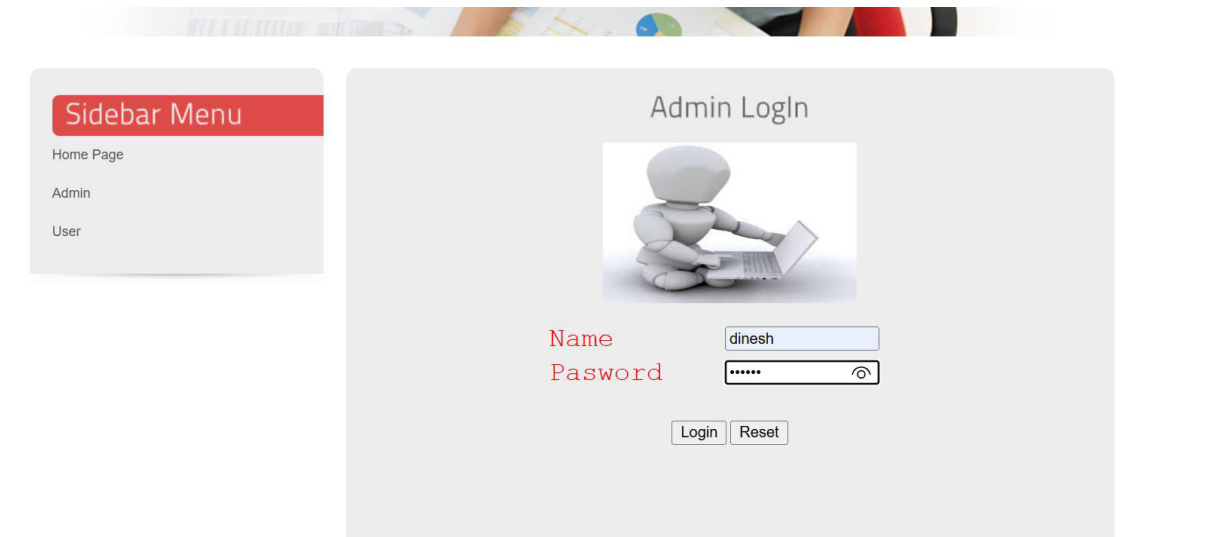 Sidebar Menu
Home Page
Admin
User
Admin LogIn
Name dinesh
Pasword ••••••
Login Reset